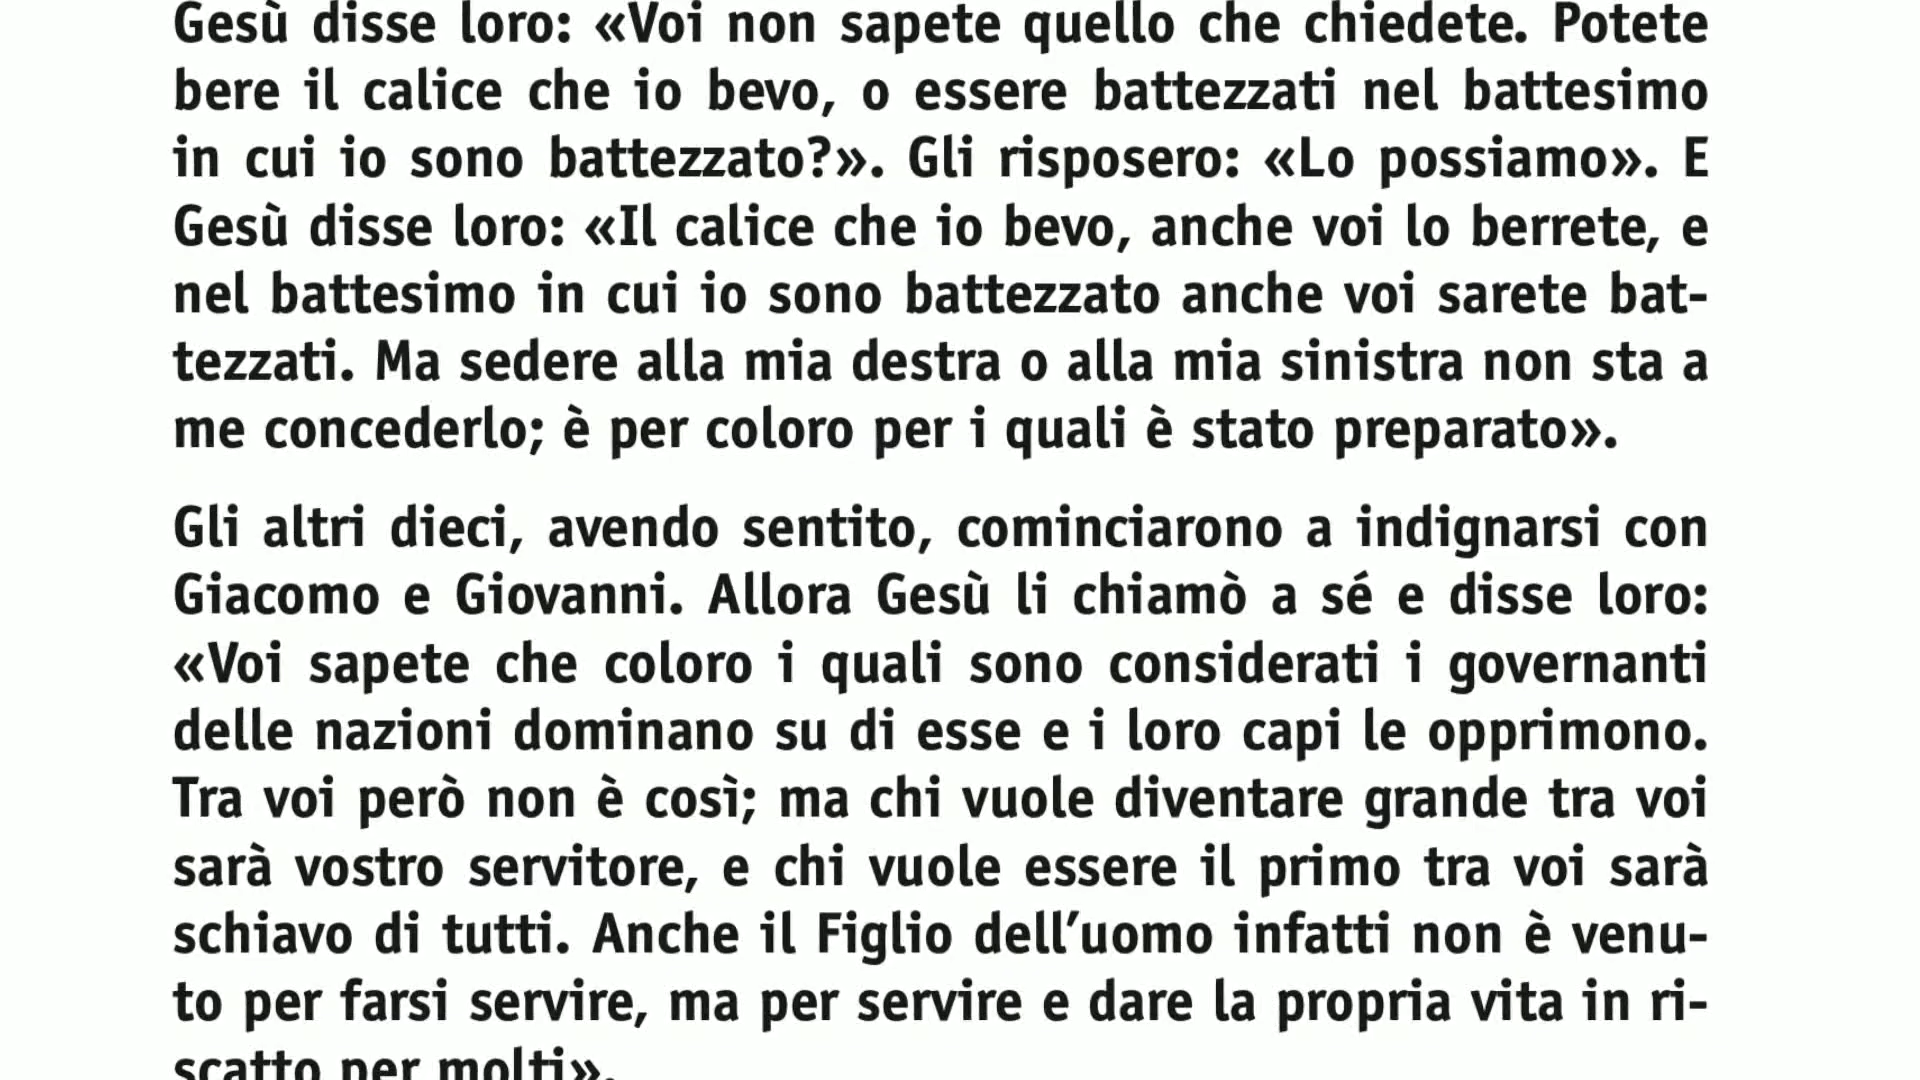 Gesù disse loro: «Voi non sapete quello che chiedete. Potete
bere il calice che io bevo, o essere battezzati nel battesimo
in cui io sono battezzato?». Gli risposero: «Lo possiamo». E
Gesù disse loro: «Il calice che io bevo, anche voi lo berrete, e
nel battesimo in cui io sono battezzato anche voi sarete bat-
tezzati. Ma sedere alla mia destra o alla mia sinistra non sta a
me concederlo; è per coloro per i quali è stato preparato».
Gli altri dieci, avendo sentito, cominciarono a indignarsi con
Giacomo e Giovanni. Allora Gesù li chiamò a sé e disse loro:
«Voi sapete che coloro i quali sono considerati i governanti
delle nazioni dominano su di esse e i loro capi le opprimono.
Tra voi però non è così; ma chi vuole diventare grande tra voi
sarà vostro servitore, e chi vuole essere il primo tra voi sarà
schiavo di tutti. Anche il Figlio dell’uomo infatti non è venu-
to per farsi servire, ma per servire e dare la propria vita in ri-
scatto per molti».